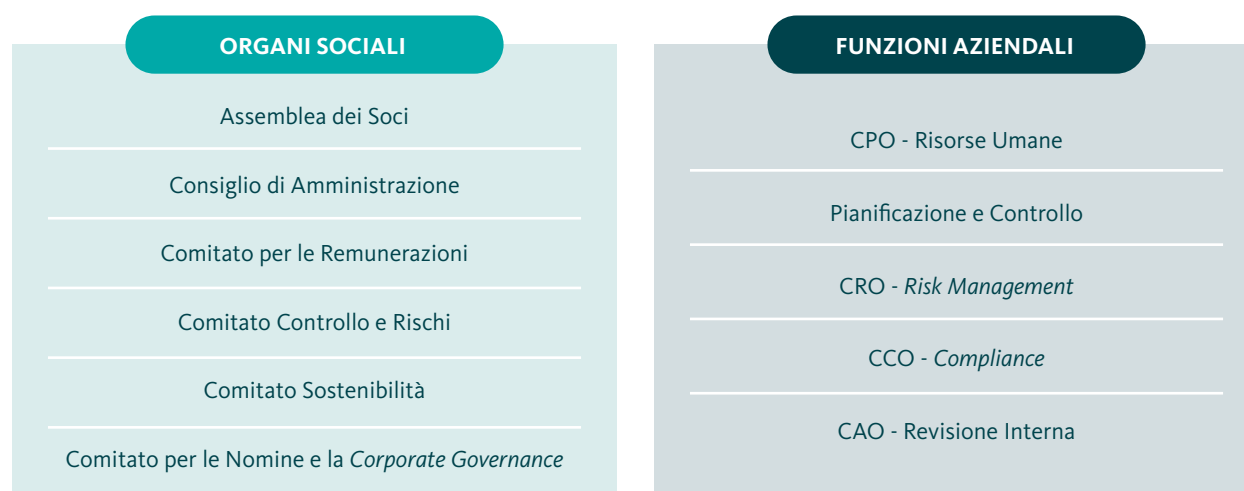 ORGANI SOCIALI
Assemblea dei Soci
Consiglio di Amministrazione
Comitato per le Remunerazioni
Comitato Controllo e Rischi
Comitato Sostenibilità
Comitato per le Nomine e la Corporate Governance
FUNZIONI AZIENDALI
CPO - Risorse Umane
Pianificazione e Controllo
CRO - Risk Management
CCO - Compliance
CAO - Revisione Interna